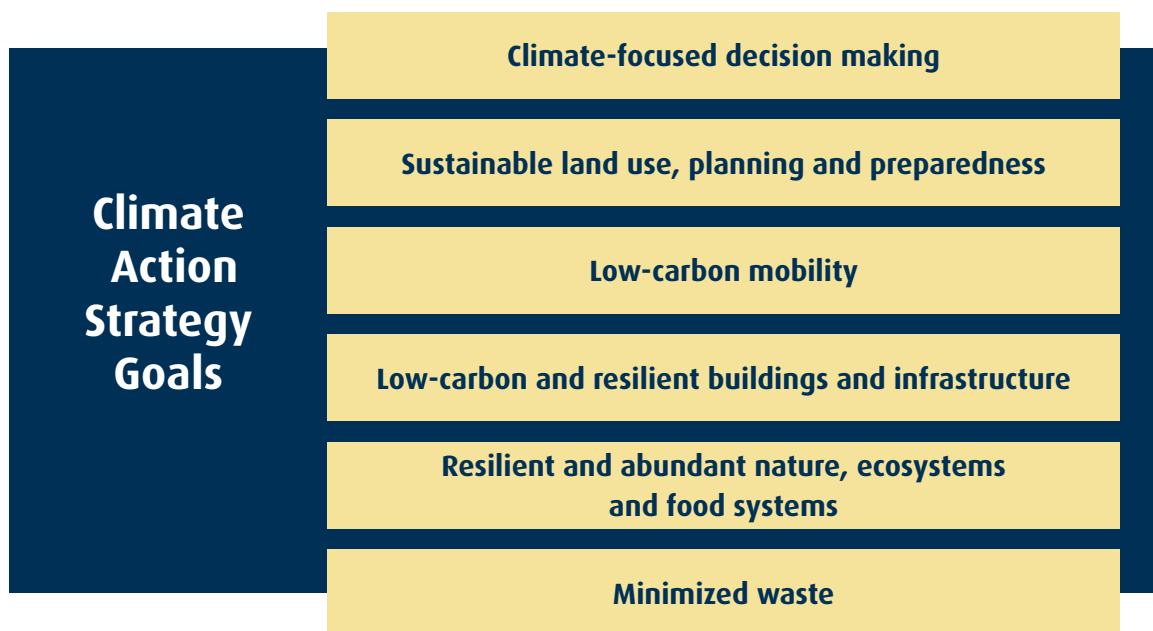 Climate
Action
Strategy
Goals
Climate-focused decision making
Sustainable land use, planning and preparedness
Low-carbon mobility
Low-carbon and resilient buildings and infrastructure
Resilient and abundant nature, ecosystems
and food systems
Minimized waste